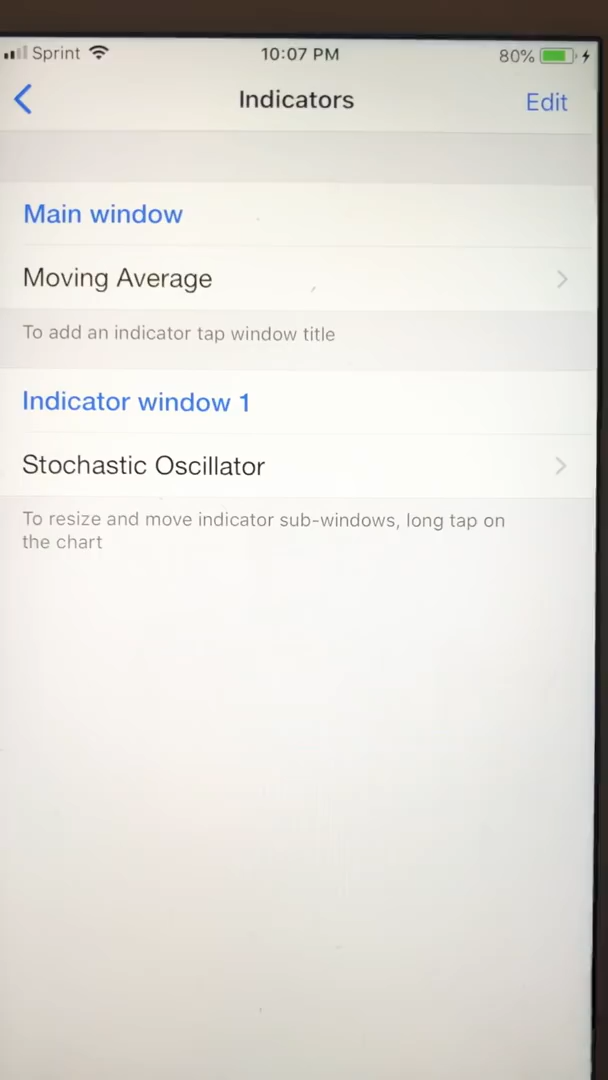 Sprint 10:07 PM 80%
Indicators Edit
Main window
Moving Average
To add an indicator tap window title
Indicator window 1
Stochastic Oscillator
To resize and move indicator sub-windows, long tap on
the chart